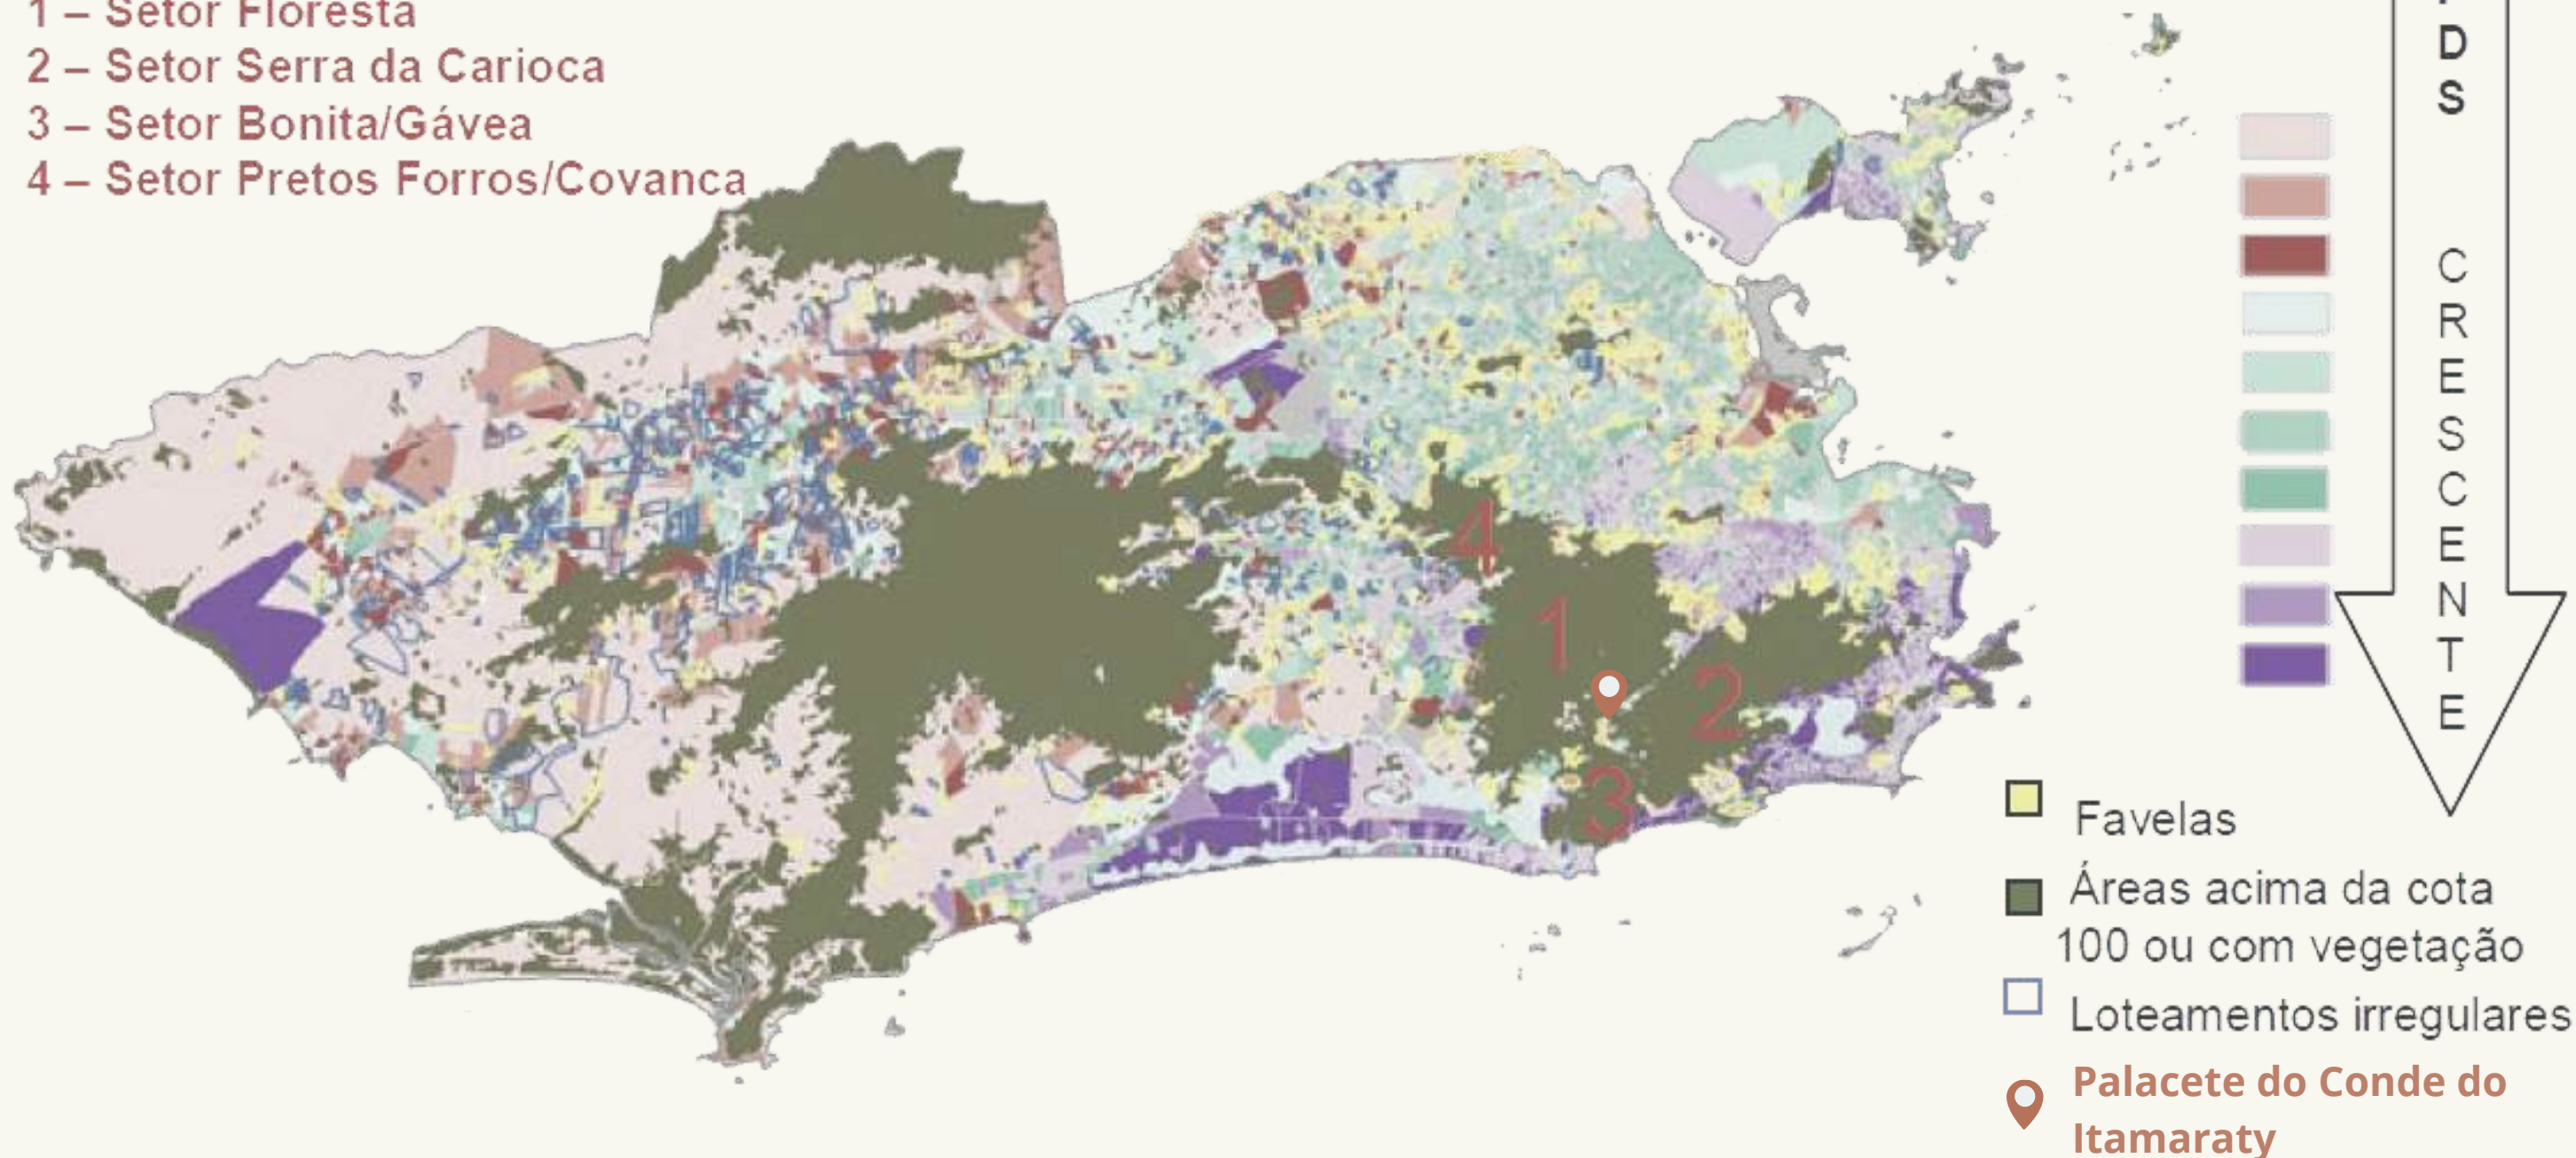 1 – Setor Floresta
2 – Setor Serra da Carioca
3 – Setor Bonita/Gávea
4 – Setor Pretos Forros/Covanca
4
1
2
3
D
S
C
R
E
S
C
E
N
T
E
Favelas
Áreas acima da cota
100 ou com vegetação
Loteamentos irregulares
Palacete do Conde do
Itamaraty